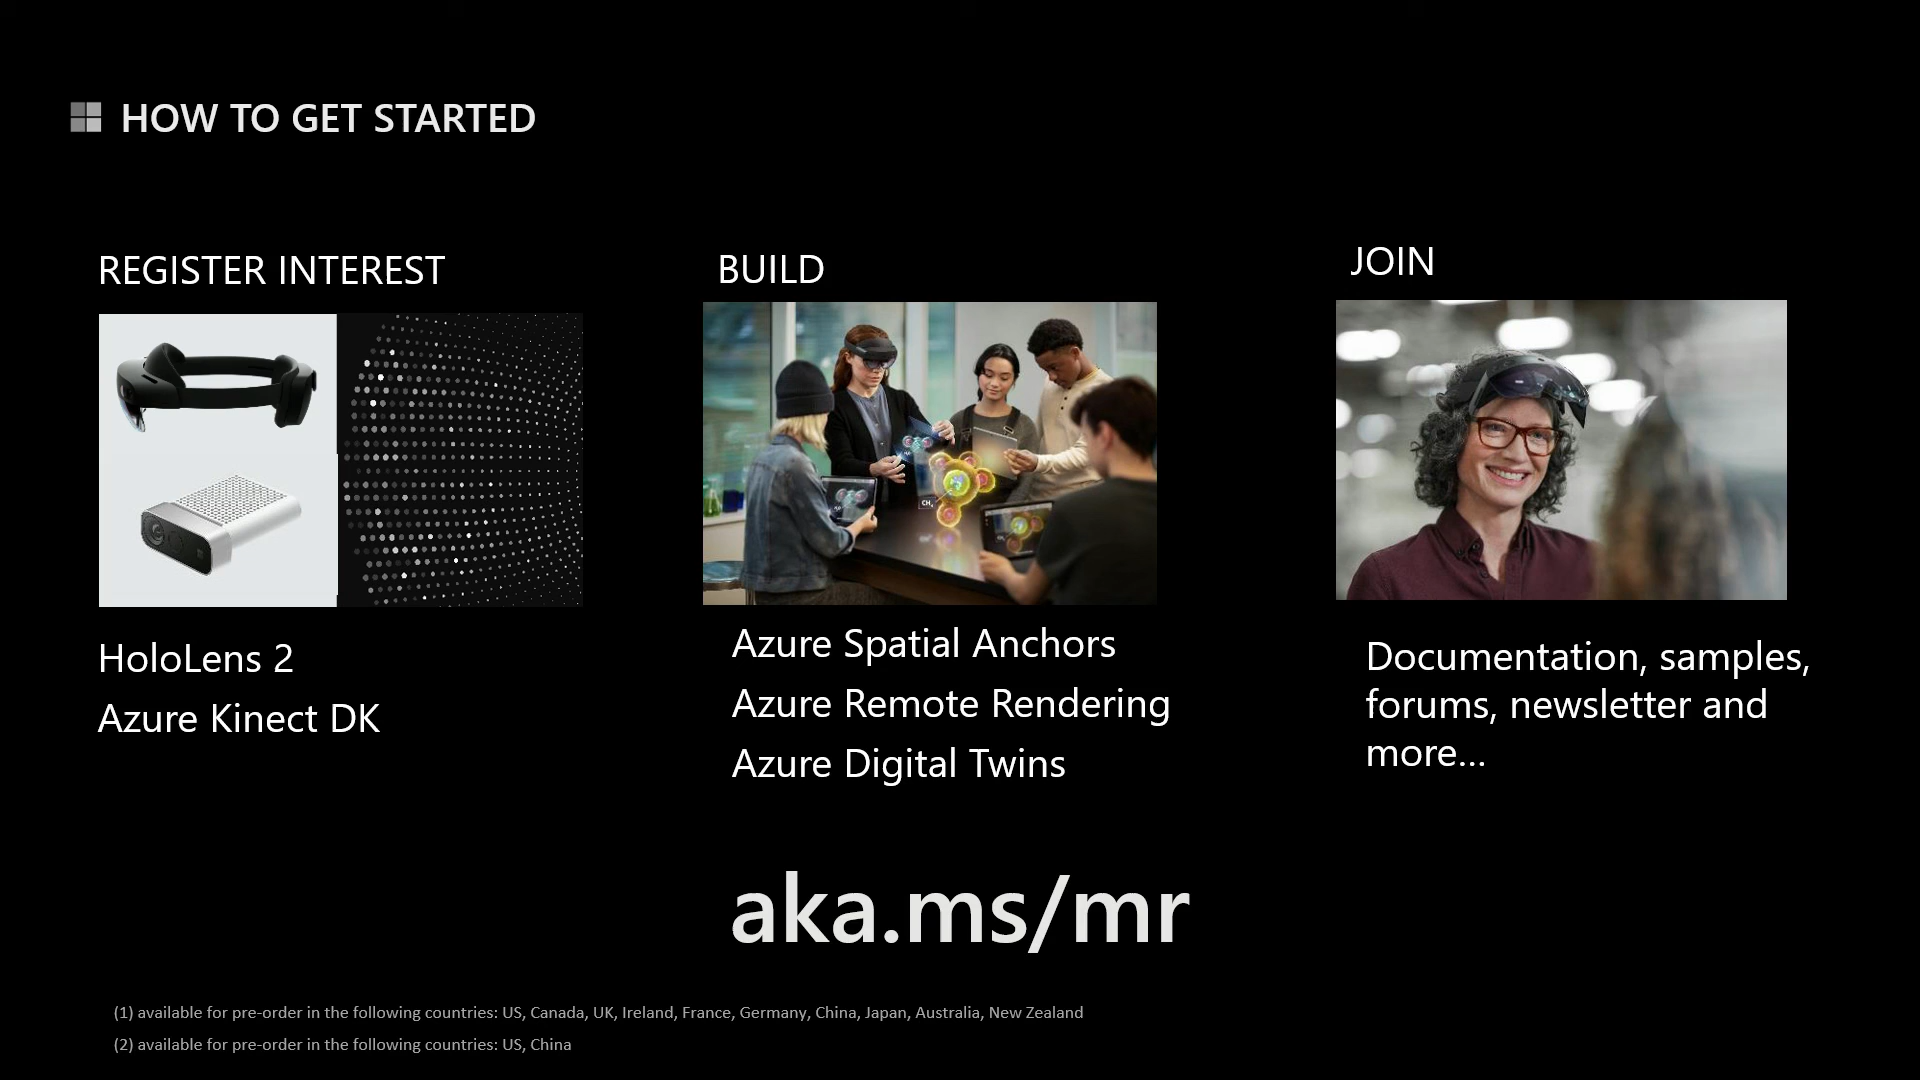 HOW TO GET STARTED
REGISTER INTEREST
HoloLens 2
Azure Kinect DK
BUILD
CH4
Azure Spatial Anchors
Azure Remote Rendering
Azure Digital Twins
JOIN
Documentation, samples,
forums, newsletter and
more...
aka.ms/mr
(1) available for pre-order in the following countries: US, Canada, UK, Ireland, France, Germany, China, Japan, Australia, New Zealand
(2) available for pre-order in the following countries: US, China